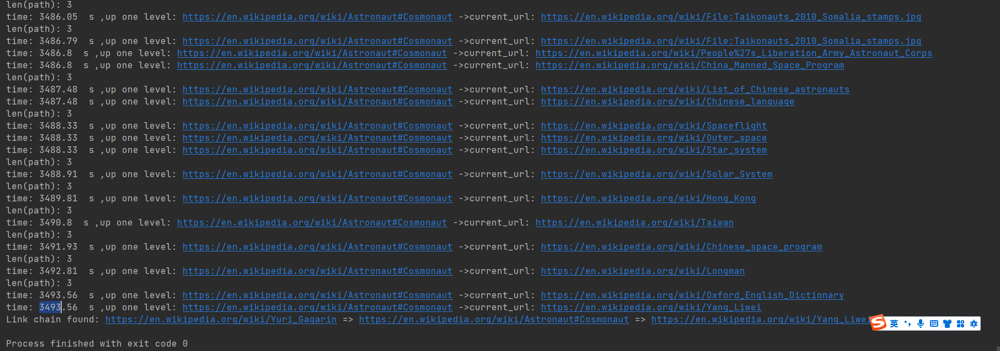 len(path): 3
time: 3486.05  s ,up one level: https://en.wikipedia.org/wiki/Astronaut#Cosmonaut ->current_url: https://en.wikipedia.org/wiki/File:Taikonauts_2010_Somalia_stamps.jpg
len(path): 3
time: 3486.79  s ,up one level: https://en.wikipedia.org/wiki/Astronaut#Cosmonaut ->current_url: https://en.wikipedia.org/wiki/File:Taikonauts_2010_Somalia_stamps.jpg
time: 3486.8  s ,up one level: https://en.wikipedia.org/wiki/Astronaut#Cosmonaut ->current_url: https://en.wikipedia.org/wiki/People%27s_Liberation_Army_Astronaut_Corps
time: 3486.8  s ,up one level: https://en.wikipedia.org/wiki/Astronaut#Cosmonaut ->current_url: https://en.wikipedia.org/wiki/China_Manned_Space_Program
len(path): 3
time: 3487.48  s ,up one level: https://en.wikipedia.org/wiki/Astronaut#Cosmonaut ->current_url: https://en.wikipedia.org/wiki/List_of_Chinese_astronauts
time: 3487.48  s ,up one level: https://en.wikipedia.org/wiki/Astronaut#Cosmonaut ->current_url: https://en.wikipedia.org/wiki/Chinese_language
len(path): 3
time: 3488.33  s ,up one level: https://en.wikipedia.org/wiki/Astronaut#Cosmonaut ->current_url: https://en.wikipedia.org/wiki/Spaceflight
time: 3488.33  s ,up one level: https://en.wikipedia.org/wiki/Astronaut#Cosmonaut ->current_url: https://en.wikipedia.org/wiki/Outer_space
time: 3488.33  s ,up one level: https://en.wikipedia.org/wiki/Astronaut#Cosmonaut ->current_url: https://en.wikipedia.org/wiki/Star_system
len(path): 3
time: 3488.91  s ,up one level: https://en.wikipedia.org/wiki/Astronaut#Cosmonaut ->current_url: https://en.wikipedia.org/wiki/Solar_System
len(path): 3
time: 3489.81  s ,up one level: https://en.wikipedia.org/wiki/Astronaut#Cosmonaut ->current_url: https://en.wikipedia.org/wiki/Hong_Kong
len(path): 3
time: 3490.8  s ,up one level: https://en.wikipedia.org/wiki/Astronaut#Cosmonaut ->current_url: https://en.wikipedia.org/wiki/Taiwan
len(path): 3
time: 3491.93  s ,up one level: https://en.wikipedia.org/wiki/Astronaut#Cosmonaut ->current_url: https://en.wikipedia.org/wiki/Chinese_space_program
len(path): 3
time: 3492.81  s ,up one level: https://en.wikipedia.org/wiki/Astronaut#Cosmonaut ->current_url: https://en.wikipedia.org/wiki/Longman
len(path): 3
time: 3493.56  s ,up one level: https://en.wikipedia.org/wiki/Astronaut#Cosmonaut ->current_url: https://en.wikipedia.org/wiki/Oxford_English_Dictionary
time: 3493.56  s ,up one level: https://en.wikipedia.org/wiki/Astronaut#Cosmonaut ->current_url: https://en.wikipedia.org/wiki/Yang_Liwei
Link chain found: https://en.wikipedia.org/wiki/Yuri_Gagarin => https://en.wikipedia.org/wiki/Astronaut#Cosmonaut => https://en.wikipedia.org/wiki/Yang_Liwei
S 英
Process finished with exit code 0